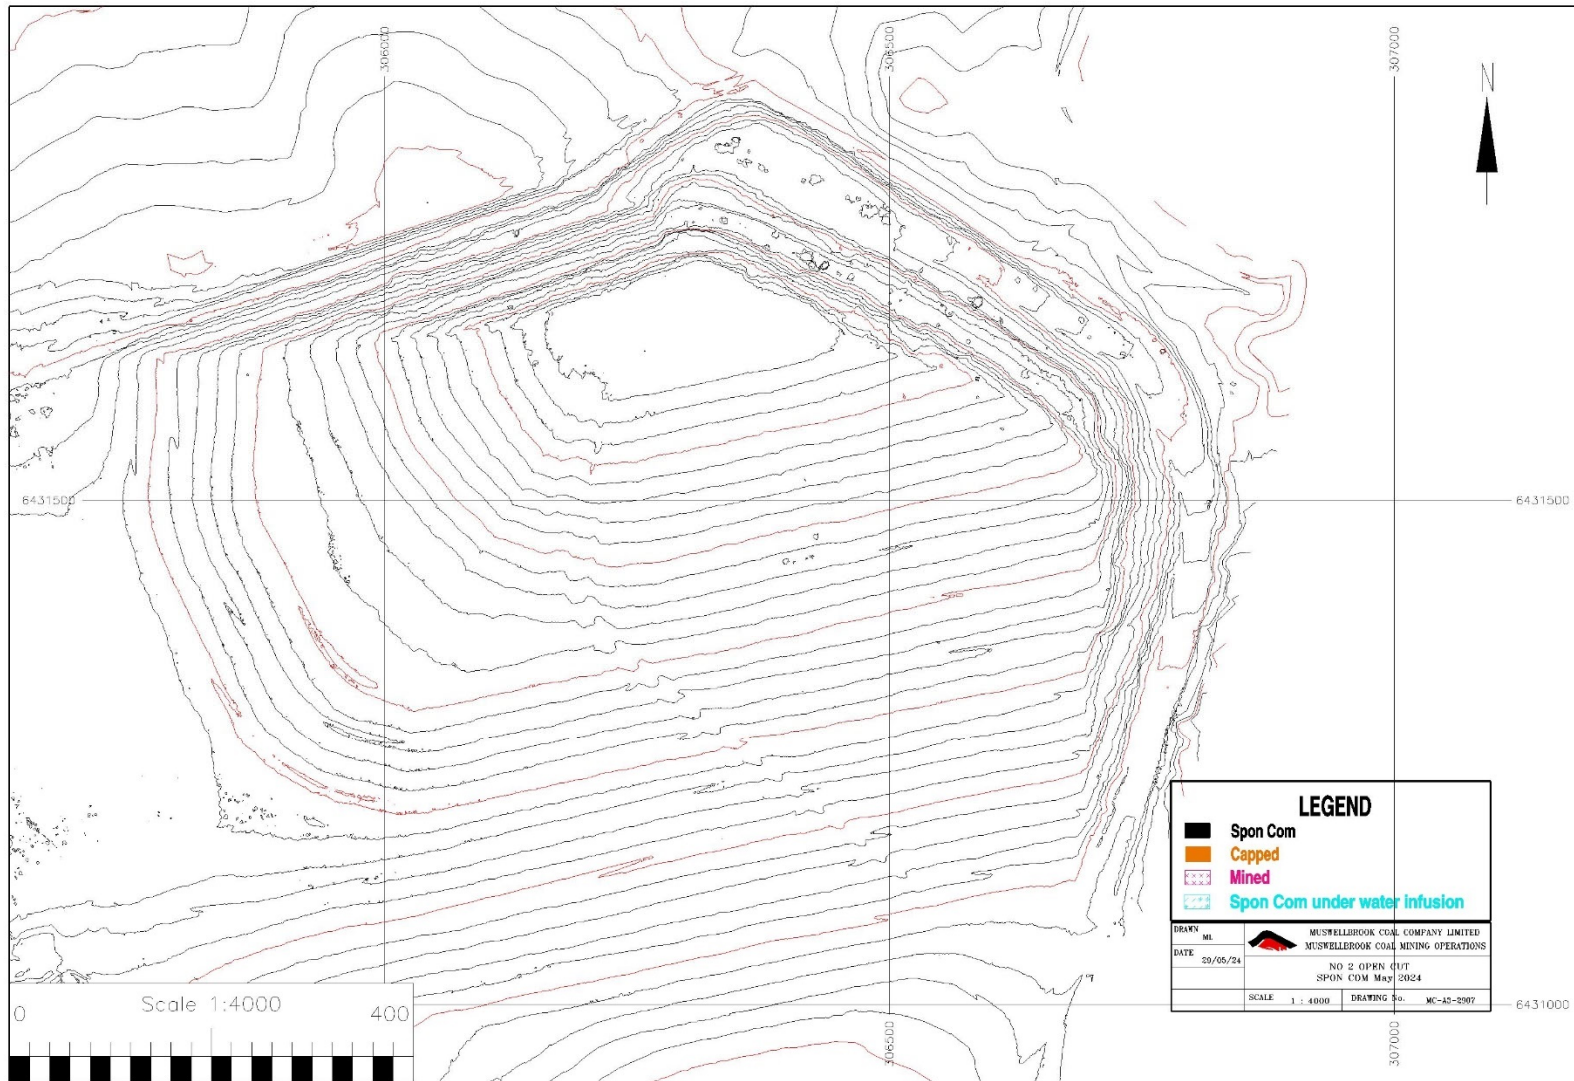 306000
306500
307000
N
6431500
6431500
LEGEND
Spon Com
Capped
Mined
Spon Com under water infusion
DRAWN ML
MUSWELLBROOK COAL COMPANY LIMITED
MUSWELLBROOK COAL MINING OPERATIONS
DATE 29/05/24
NO 2 OPEN CUT
SPON COM May 2024
SCALE 1 : 4000 DRAWING No. MC-A3-2907
6431000
Scale 1:4000
0 400
306500
307000